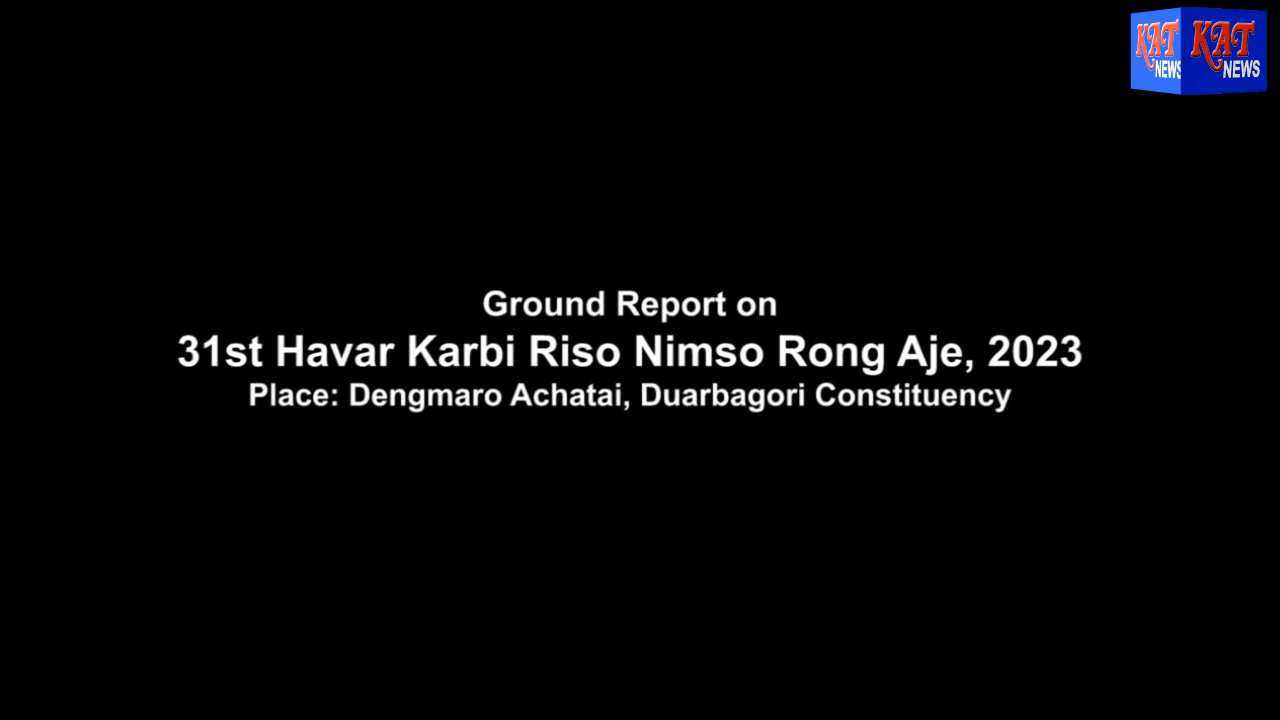 KAT KAT
NEWS NEWS
Ground Report on
31st Havar Karbi Riso Nimso Rong Aje, 2023
Place: Dengmaro Achatai, Duarbagori Constituency